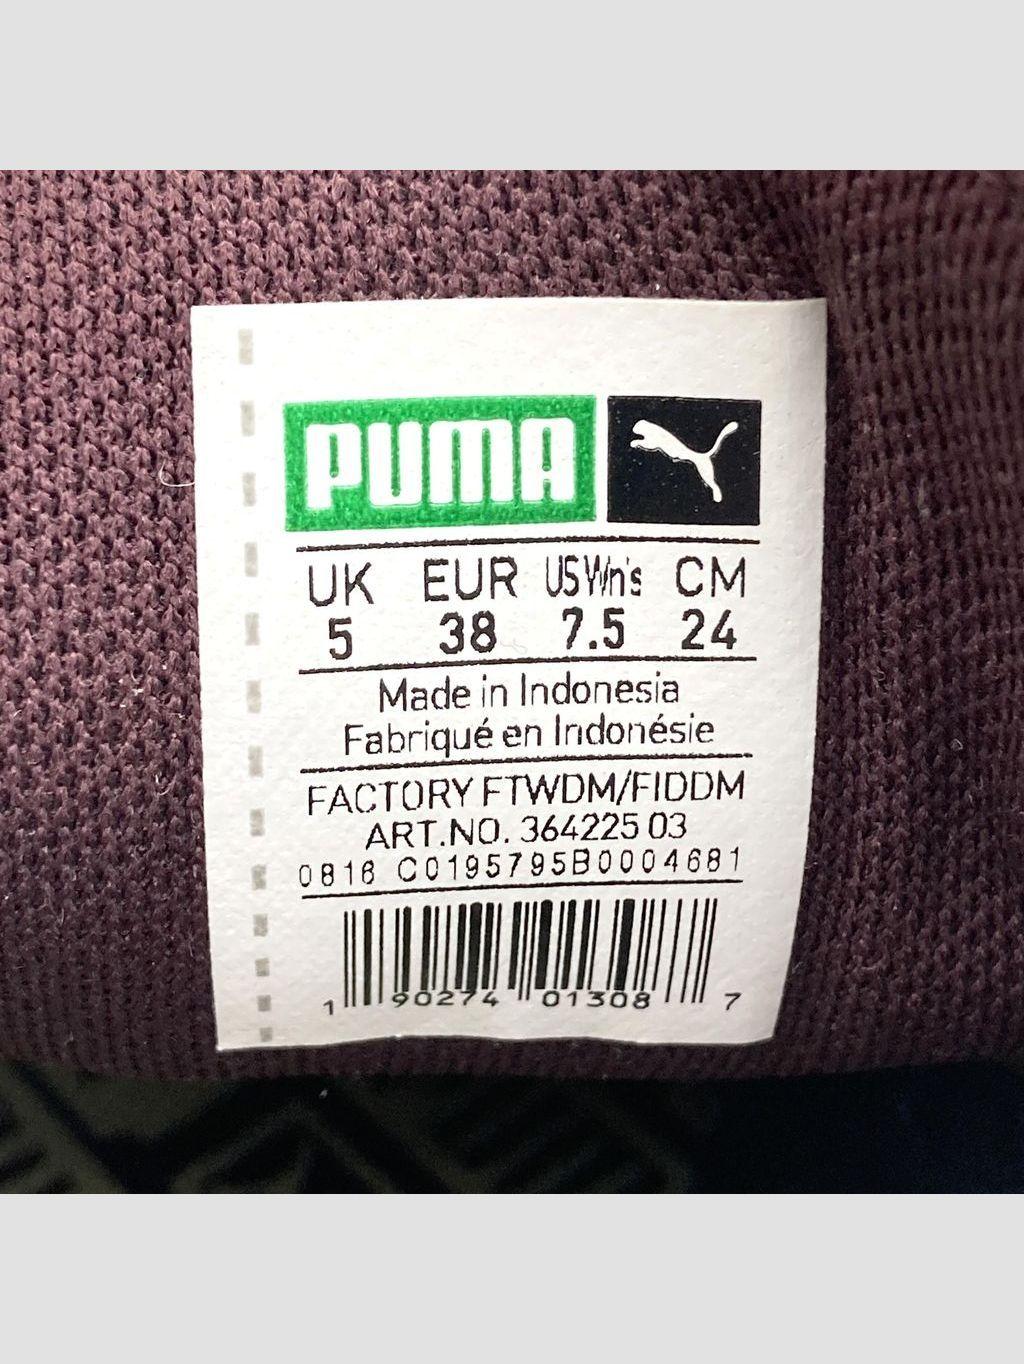 PUMA
UK EUR US Wn's CM
5 38 7.5 24
Made in Indonesia
Fabriqué en Indonésie
FACTORY FTWDM/FIDDM
ART.NO. 364225 03
0816 C0195795B0004681
1 90274 01308 7